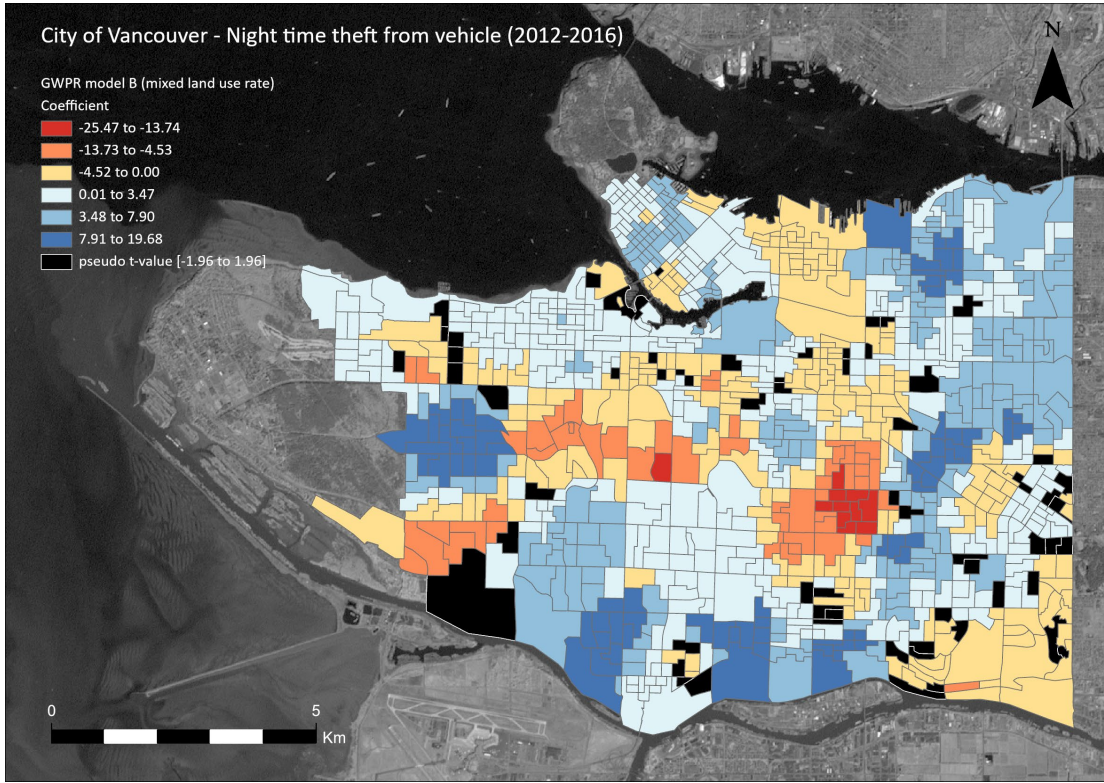 City of Vancouver - Night time theft from vehicle (2012-2016)
N
GWPR model B (mixed land use rate)
Coefficient
-25.47 to -13.74
-13.73 to -4.53
-4.52 to 0.00
0.01 to 3.47
3.48 to 7.90
7.91 to 19.68
pseudo t-value [-1.96 to 1.96]
0 5
Km